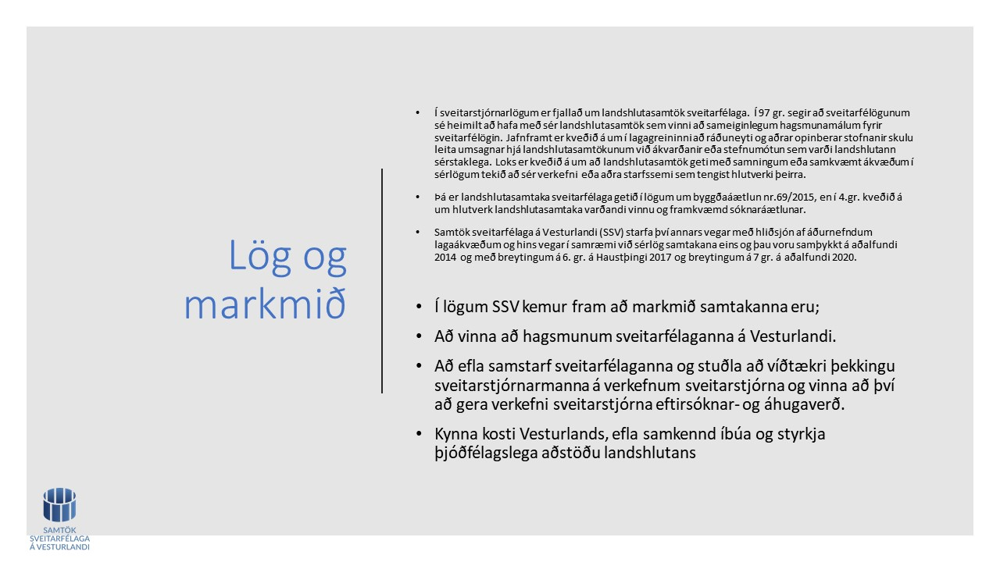 Lög og
markmið
• Í sveitarstjórnarlögum er fjallað um landshlutasamtök sveitarfélaga. Í 97 gr. segir að sveitarfélögunum
sé heimilt að hafa með sér landshlutasamtök sem vinni að sameiginlegum hagsmunamálum fyrir
sveitarfélögin. Jafnframt er kveðið á um í lagagreininni að ráðuneyti og aðrar opinberar stofnanir skulu
leita umsagnar hjá landshlutasamtökunum við ákvarðanir eða stefnumótun sem varði landshlutann
sérstaklega. Loks er kveðið á um að landshlutasamtök geti með samningum eða samkvæmt ákvæðum í
sérlögum tekið að sér verkefni eða aðra starfssemi sem tengist hlutverki þeirra.
• Þá er landshlutasamtaka sveitarfélaga getið í lögum um byggðaáætlun nr.69/2015, en í 4.gr. kveðið á
um hlutverk landshlutasamtaka varðandi vinnu og framkvæmd sóknaráætlunar.
• Samtök sveitarfélaga á Vesturlandi (SSV) starfa því annars vegar með hliðsjón af áðurnefndum
lagaákvæðum og hins vegar í samræmi við sérlög samtakana eins og þau voru samþykkt á aðalfundi
2014 og með breytingum á 6. gr. á Haustþingi 2017 og breytingum á 7 gr. á aðalfundi 2020.
• Í lögum SSV kemur fram að markmið samtakanna eru;
• Að vinna að hagsmunum sveitarfélaganna á Vesturlandi.
• Að efla samstarf sveitarfélaganna og stuðla að víðtækri þekkingu
sveitarstjórnarmanna á verkefnum sveitarstjórna og vinna að því
að gera verkefni sveitarstjórna eftirsóknar- og áhugaverð.
• Kynna kosti Vesturlands, efla samkennd íbúa og styrkja
þjóðfélagslega aðstöðu landshlutans
SAMTÖK
SVEITARFÉLAGA
Á VESTURLANDI